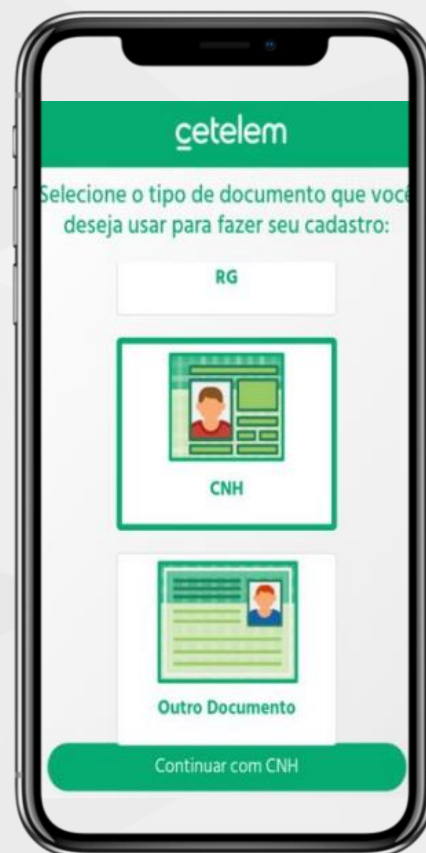 cetelem
Selecione o tipo de documento que você
deseja usar para fazer seu cadastro:
RG
CNH
Outro Documento
Continuar com CNH